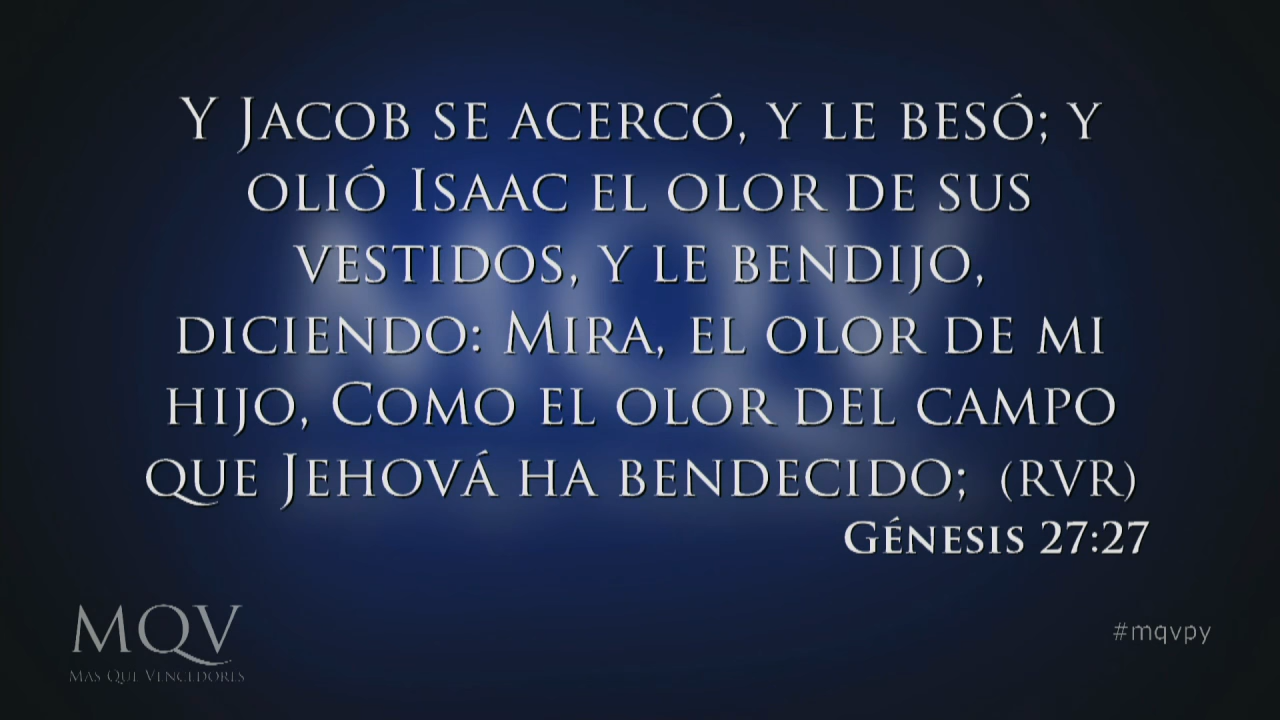 Y Jacob se acercó, y le besó; y
olió Isaac el olor de sus
vestidos, y le bendijo,
diciendo: Mira, el olor de mi
hijo, Como el olor del campo
que Jehová ha bendecido; (RVR)
Génesis 27:27
MQV
Mas Que Vencedores
#mqvpy